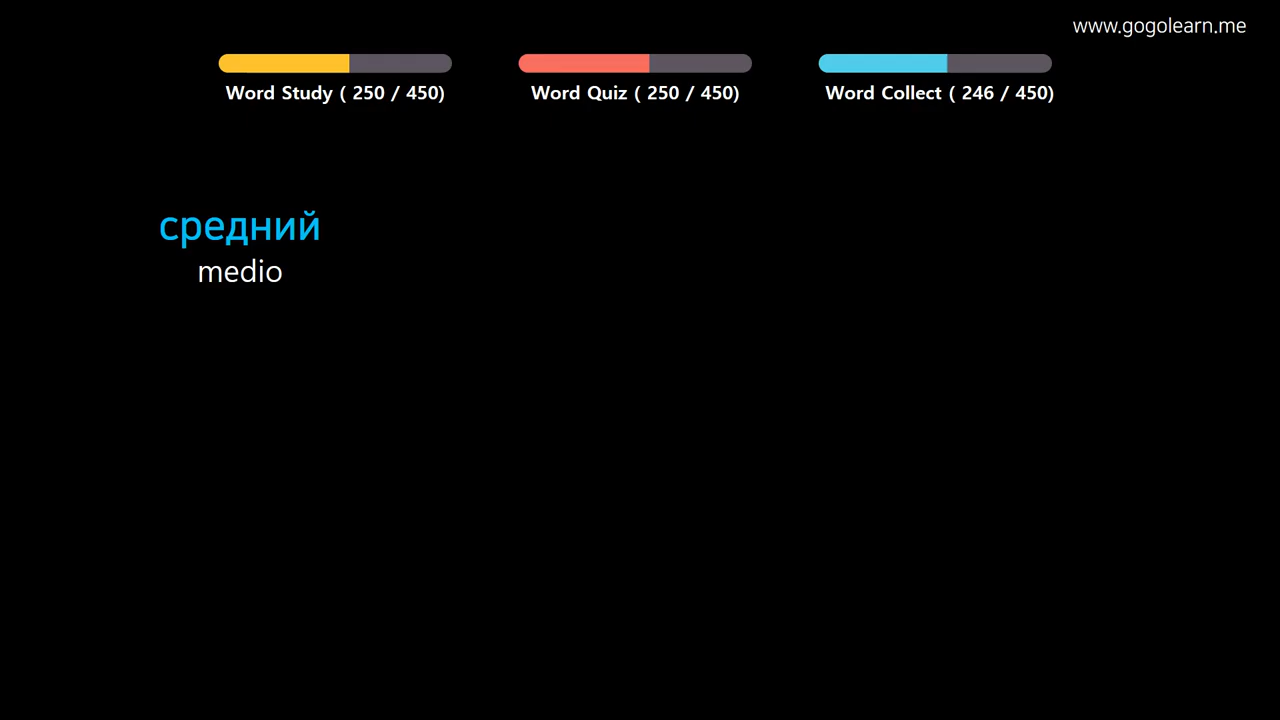 www.gogolearn.me
Word Study ( 250 / 450)
Word Quiz ( 250 / 450)
Word Collect ( 246 / 450)
средний
medio